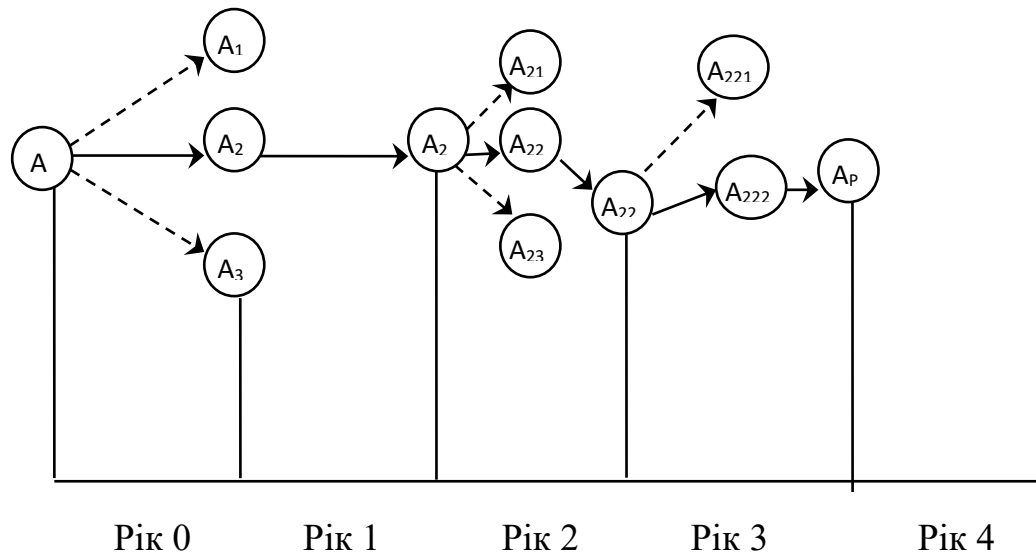 A₁
A₂₁
A₂₂₁
A
A₂
A₂
A₂₂
A₂₂
A₂₂₂
Aₚ
A₃
A₂₃
Рік 0 Рік 1 Рік 2 Рік 3 Рік 4